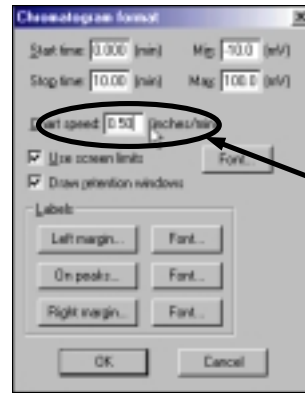 Chromatogram format
Start time: 0.000 (min) Min: -10.0 (mV)
Stop time: 10.00 (min) Max: 100.0 (mV)
Chart speed: 0.50 (inches/min)
Use screen limits Font...
Draw retention windows
Labels
Left margin... Font...
On peaks... Font...
Right margin... Font...
OK Cancel